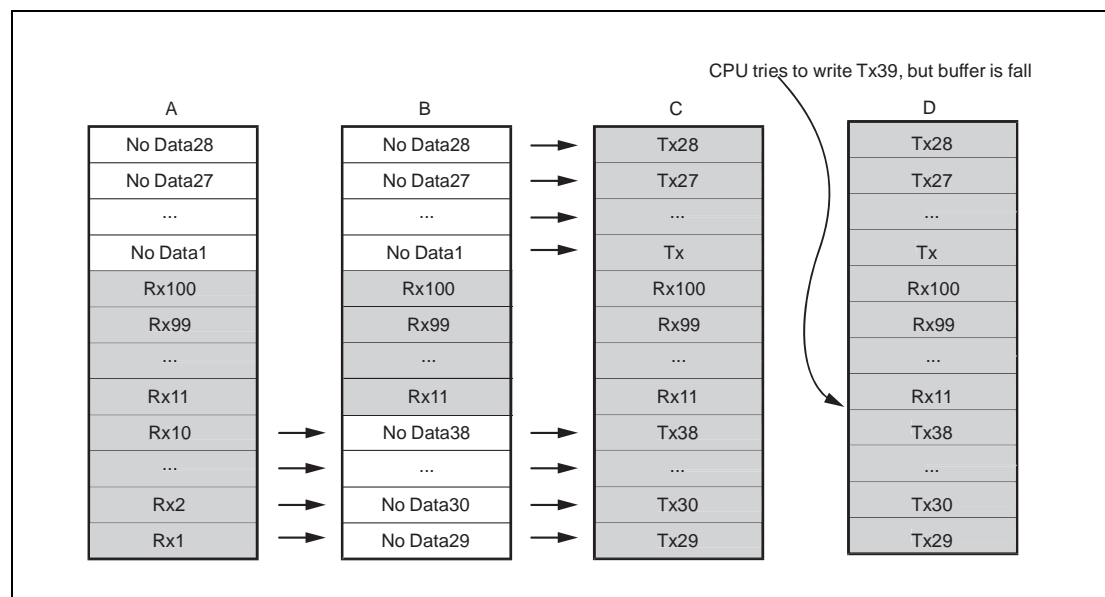 CPU tries to write Tx39, but buffer is fall
A B C D
No Data28 No Data28 Tx28 Tx28
No Data27 No Data27 Tx27 Tx27
... ... ... ...
No Data1 No Data1 Tx Tx
Rx100 Rx100 Rx100 Rx100
Rx99 Rx99 Rx99 Rx99
... ... ... ...
Rx11 Rx11 Rx11 Rx11
Rx10 No Data38 Tx38 Tx38
... ... ... ...
Rx2 No Data30 Tx30 Tx30
Rx1 No Data29 Tx29 Tx29